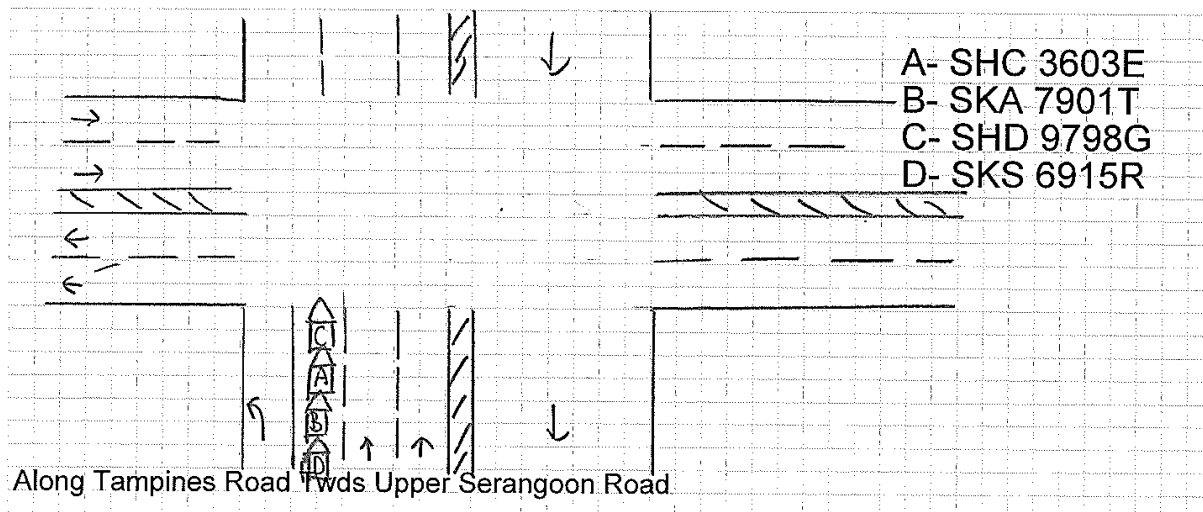 A- SHC 3603E
B- SKA 7901T
C- SHD 9798G
D- SKS 6915R
C
A
B
D
Along Tampines Road Twds Upper Serangoon Road